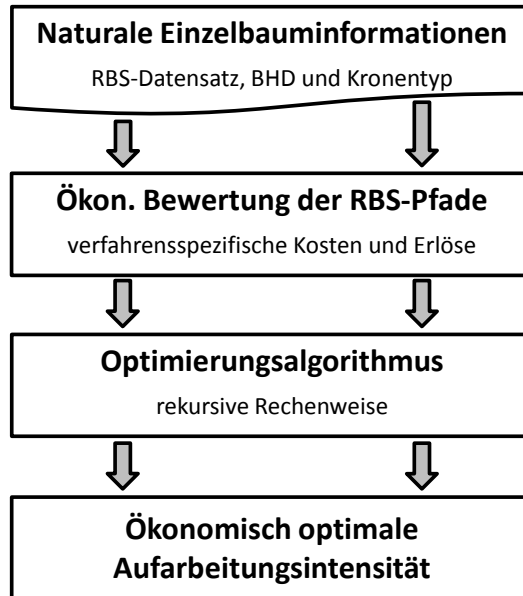 Naturale Einzelbauminformationen
RBS-Datensatz, BHD und Kronentyp
Ökon. Bewertung der RBS-Pfade
verfahrensspezifische Kosten und Erlöse
Optimierungsalgorithmus
rekursive Rechenweise
Ökonomisch optimale
Aufarbeitungsintensität